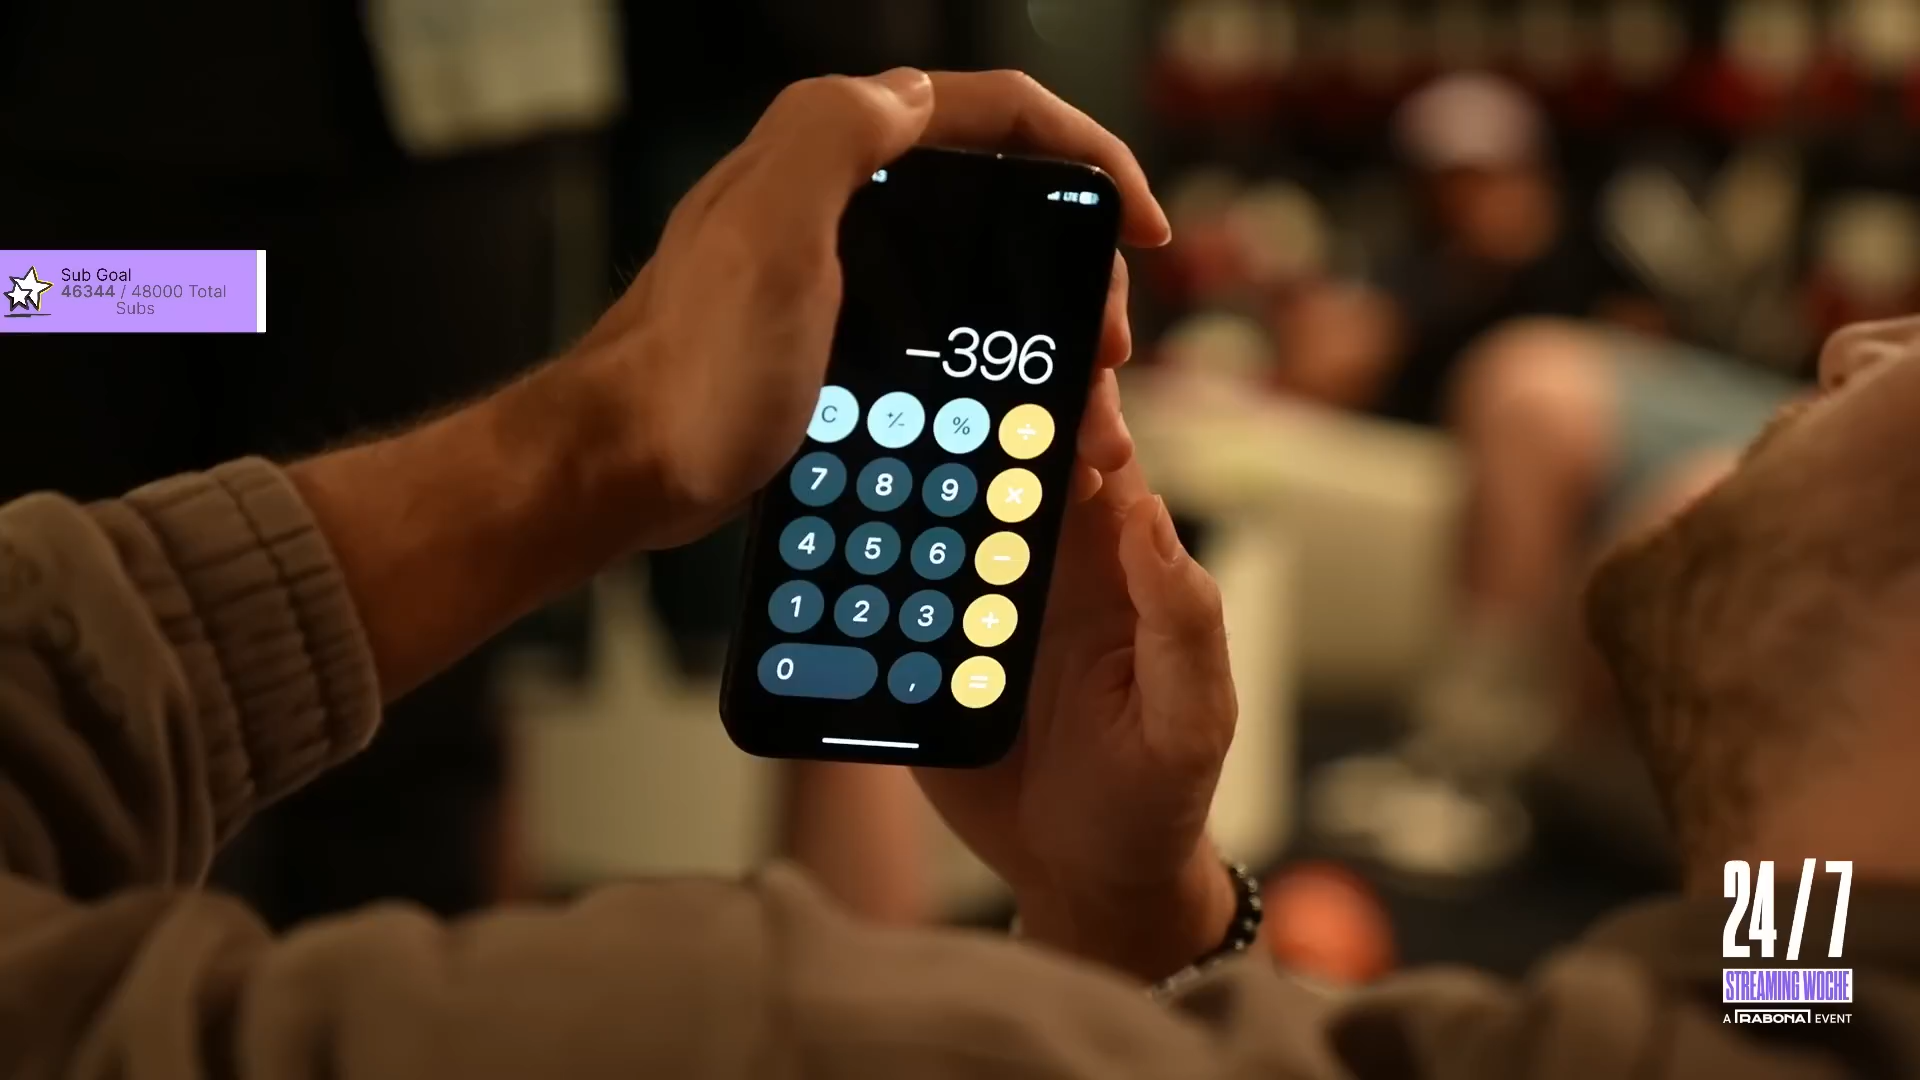 Sub Goal
46344 / 48000 Total
Subs
LTE
-396
C +/- % ÷
7 8 9 ×
4 5 6 −
1 2 3 +
0 , =
24/7
STREAMING WOCHE
A RABONA EVENT